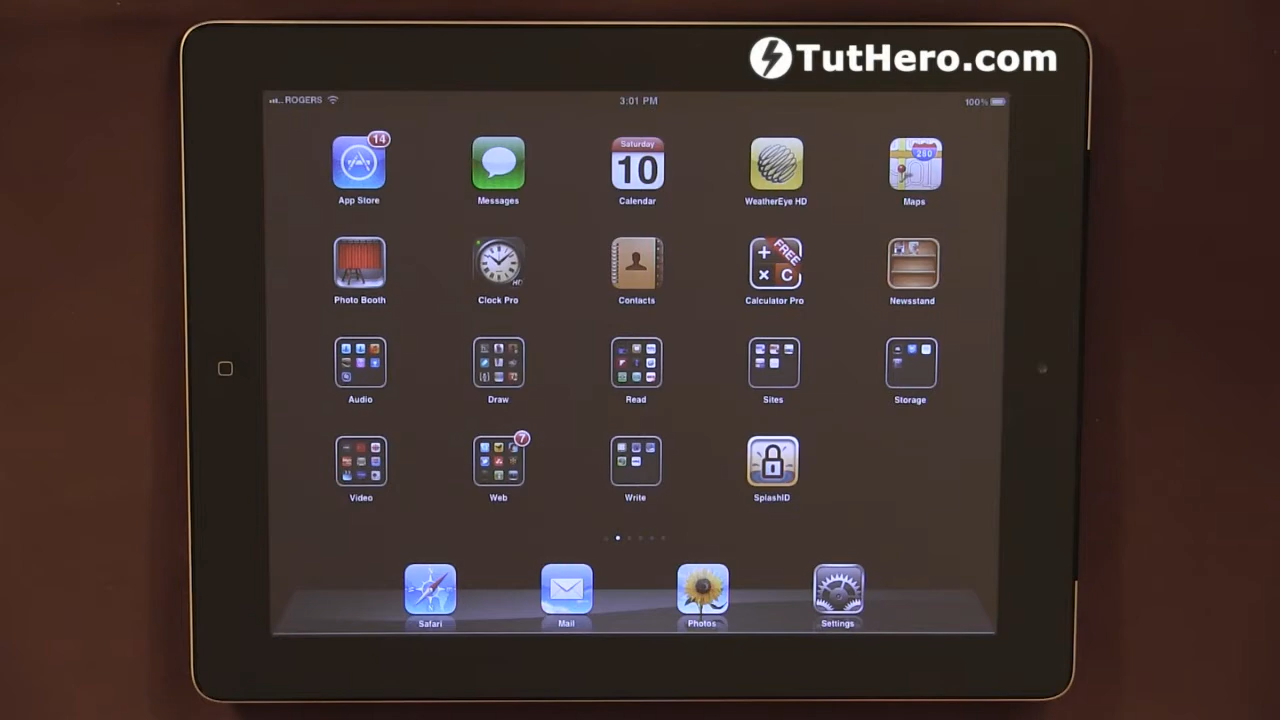 TutHero.com
ROGERS 3:01 PM 100%
14
Saturday
10
280
App Store Messages Calendar WeatherEye HD Maps
FREE
HD
Photo Booth Clock Pro Contacts Calculator Pro Newsstand
Audio Draw Read Sites Storage
7
Video Web Write SplashID
Safari Mail Photos Settings